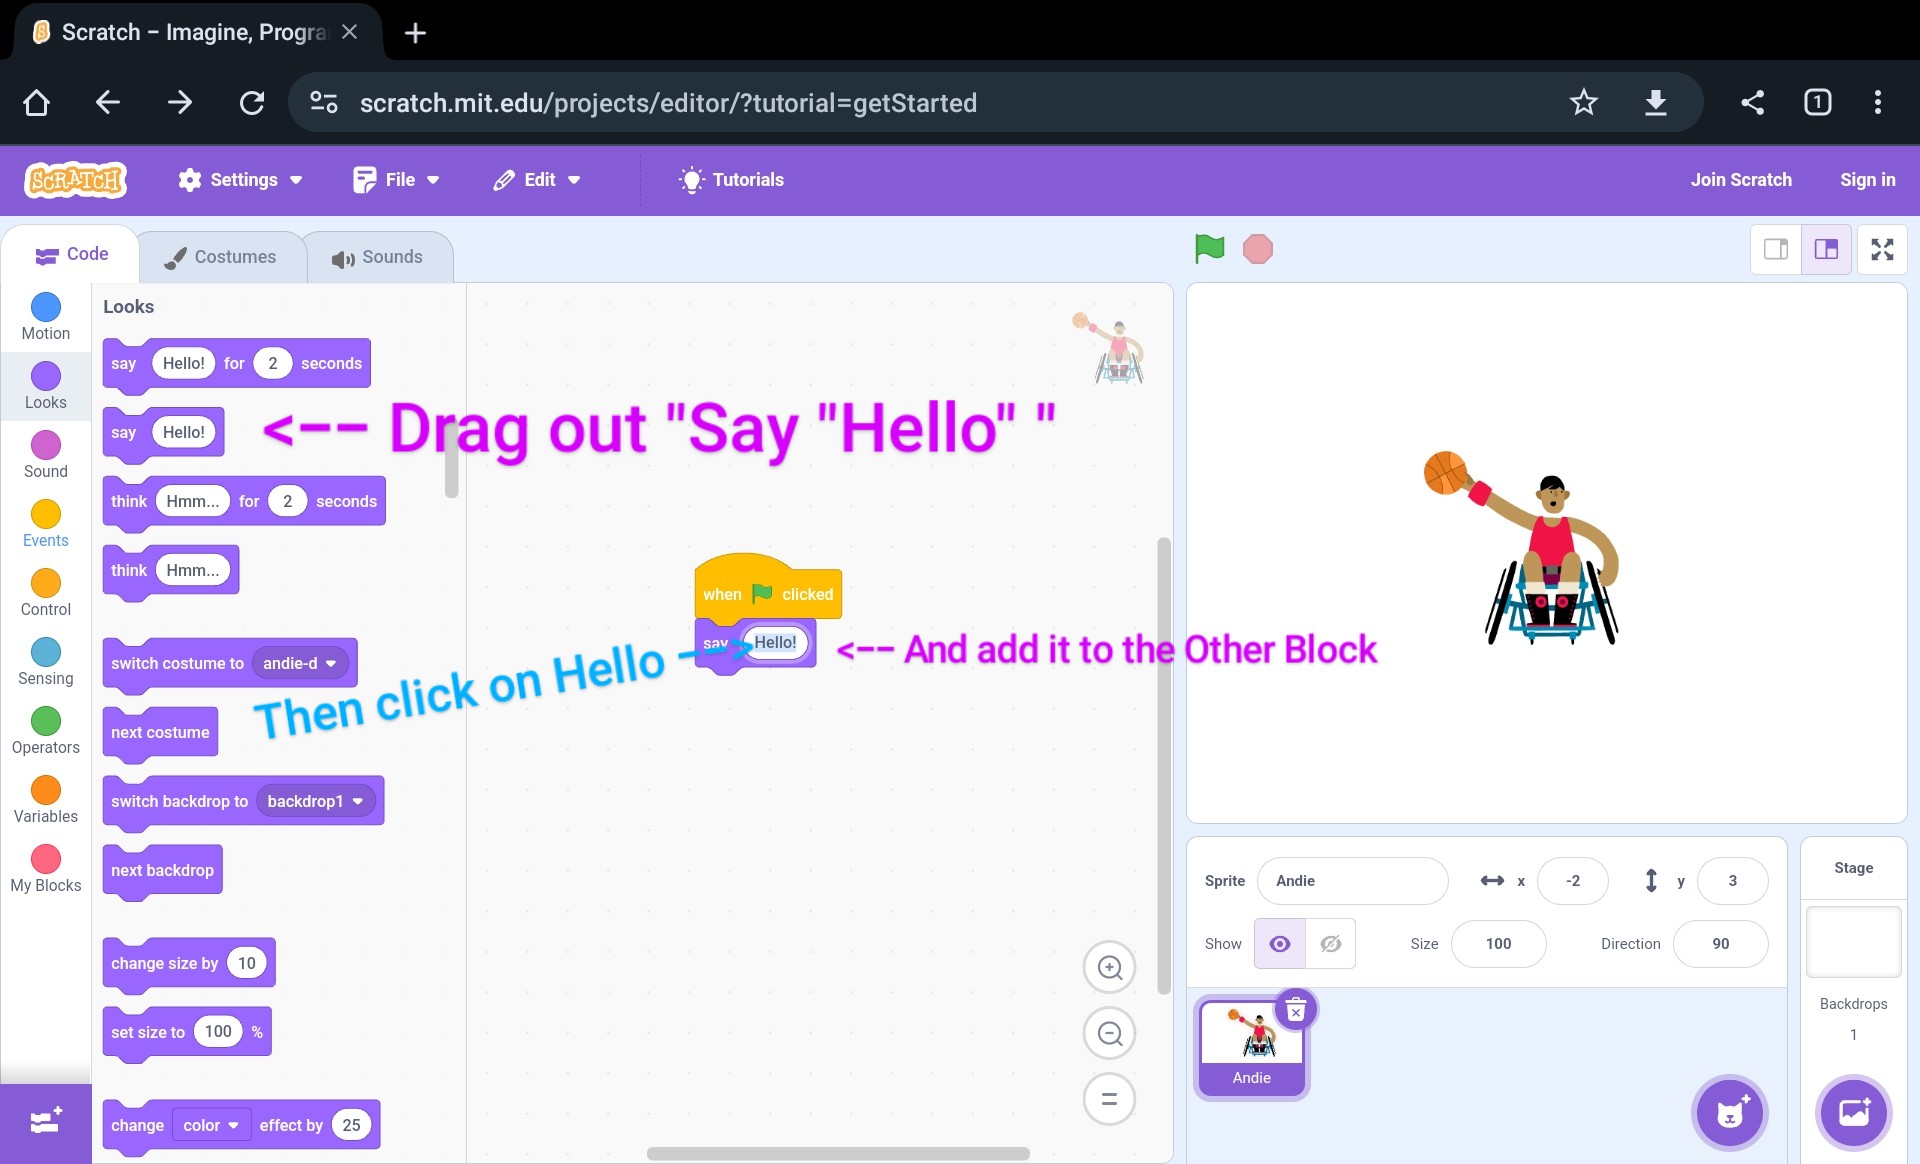 Scratch – Imagine, Progra
scratch.mit.edu/projects/editor/?tutorial=getStarted
1
SCRATCH
Settings
File
Edit
Tutorials
Join Scratch
Sign in
Code
Costumes
Sounds
Motion
Looks
Sound
Events
Control
Sensing
Operators
Variables
My Blocks
Looks
say Hello! for 2 seconds
say Hello!
<-- Drag out "Say "Hello" "
think Hmm... for 2 seconds
think Hmm...
when clicked
say Hello!
<-- And add it to the Other Block
Then click on Hello -->
switch costume to andie-d
next costume
switch backdrop to backdrop1
next backdrop
change size by 10
set size to 100 %
change color effect by 25
Sprite Andie x -2 y 3
Show Size 100 Direction 90
Andie
Stage
Backdrops
1